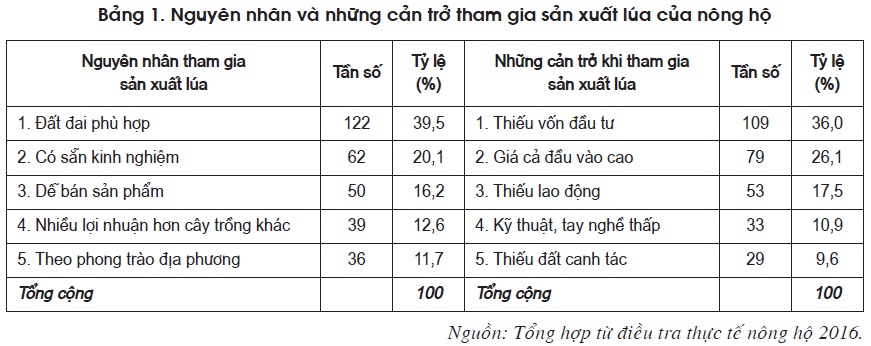 Bảng 1. Nguyên nhân và những cản trở tham gia sản xuất lúa của nông hộ
Nguyên nhân tham gia sản xuất lúa | Tần số | Tỷ lệ (%) | Những cản trở khi tham gia sản xuất lúa | Tần số | Tỷ lệ (%)
1. Đất đai phù hợp | 122 | 39,5 | 1. Thiếu vốn đầu tư | 109 | 36,0
2. Có sẵn kinh nghiệm | 62 | 20,1 | 2. Giá cả đầu vào cao | 79 | 26,1
3. Dễ bán sản phẩm | 50 | 16,2 | 3. Thiếu lao động | 53 | 17,5
4. Nhiều lợi nhuận hơn cây trồng khác | 39 | 12,6 | 4. Kỹ thuật, tay nghề thấp | 33 | 10,9
5. Theo phong trào địa phương | 36 | 11,7 | 5. Thiếu đất canh tác | 29 | 9,6
Tổng cộng | | 100 | Tổng cộng | | 100
Nguồn: Tổng hợp từ điều tra thực tế nông hộ 2016.